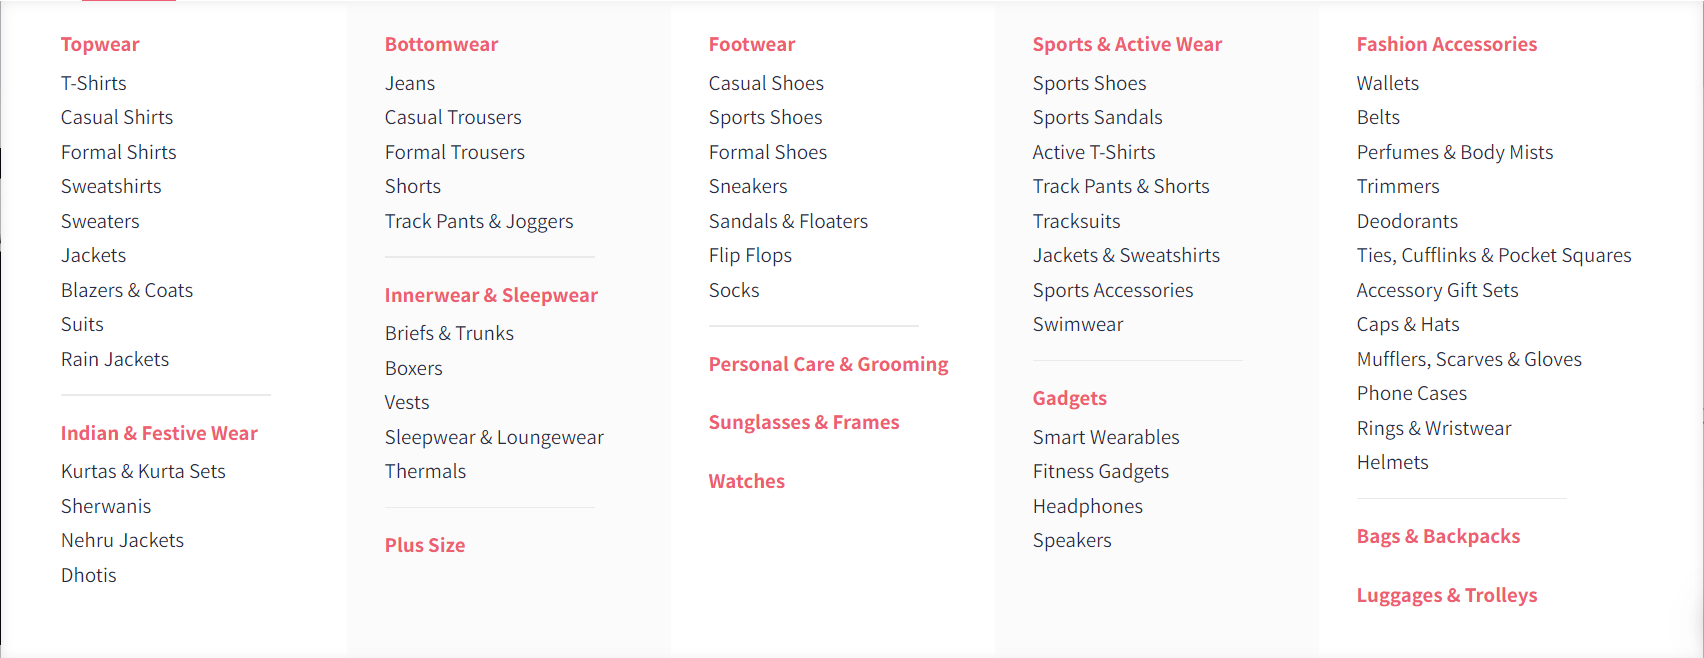 Topwear
T-Shirts
Casual Shirts
Formal Shirts
Sweatshirts
Sweaters
Jackets
Blazers & Coats
Suits
Rain Jackets
Indian & Festive Wear
Kurtas & Kurta Sets
Sherwanis
Nehru Jackets
Dhotis
Bottomwear
Jeans
Casual Trousers
Formal Trousers
Shorts
Track Pants & Joggers
Innerwear & Sleepwear
Briefs & Trunks
Boxers
Vests
Sleepwear & Loungewear
Thermals
Plus Size
Footwear
Casual Shoes
Sports Shoes
Formal Shoes
Sneakers
Sandals & Floaters
Flip Flops
Socks
Personal Care & Grooming
Sunglasses & Frames
Watches
Sports & Active Wear
Sports Shoes
Sports Sandals
Active T-Shirts
Track Pants & Shorts
Tracksuits
Jackets & Sweatshirts
Sports Accessories
Swimwear
Gadgets
Smart Wearables
Fitness Gadgets
Headphones
Speakers
Fashion Accessories
Wallets
Belts
Perfumes & Body Mists
Trimmers
Deodorants
Ties, Cufflinks & Pocket Squares
Accessory Gift Sets
Caps & Hats
Mufflers, Scarves & Gloves
Phone Cases
Rings & Wristwear
Helmets
Bags & Backpacks
Luggages & Trolleys